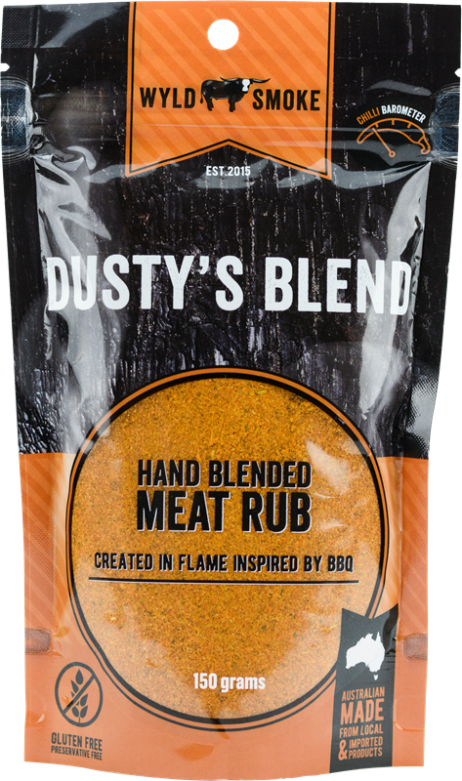 WYLD SMOKE
CHILLI BAROMETER
EST.2015
DUSTY'S BLEND
HAND BLENDED
MEAT RUB
CREATED IN FLAME INSPIRED BY BBQ
150 grams
GLUTEN FREE
PRESERVATIVE FREE
AUSTRALIAN
MADE
FROM LOCAL
& IMPORTED
PRODUCTS